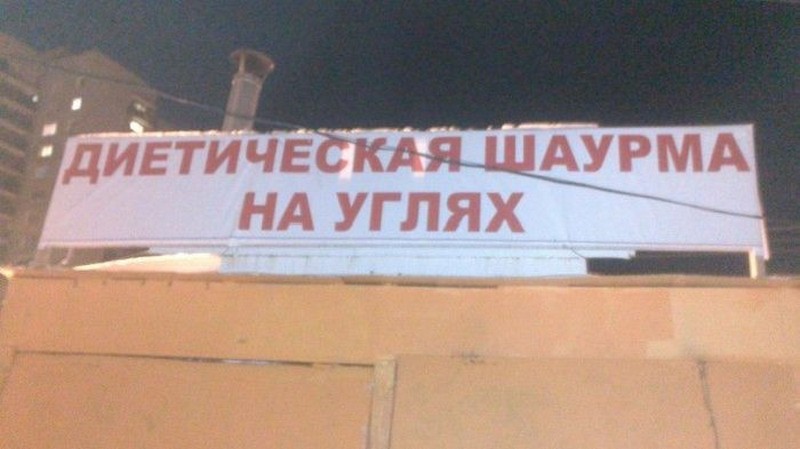 ДИЕТИЧЕСКАЯ ШАУРМА
НА УГЛЯХ